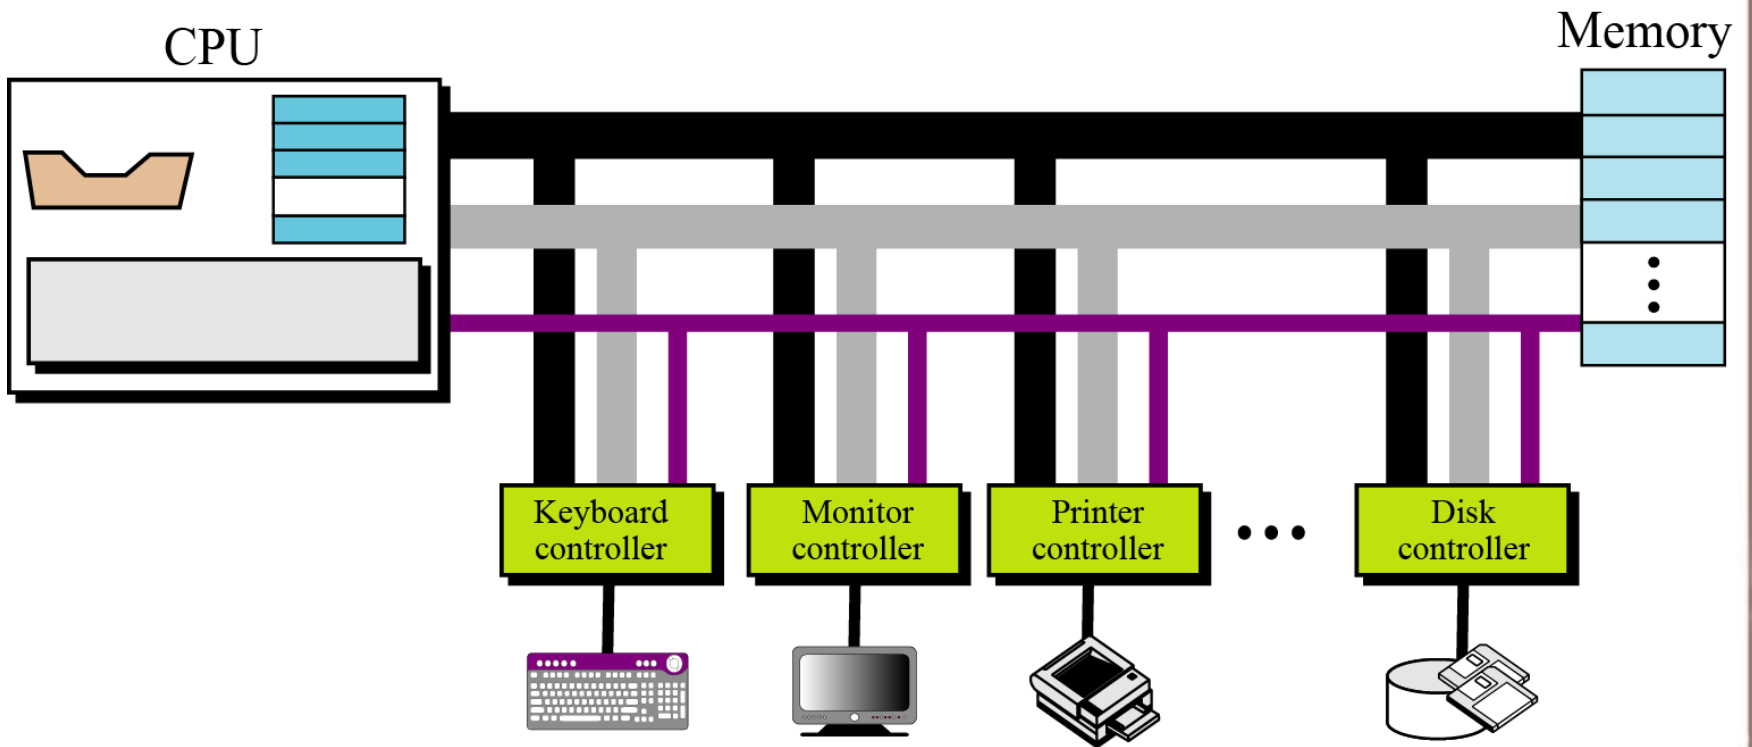 CPU
Memory
Keyboard
controller
Monitor
controller
Printer
controller
Disk
controller